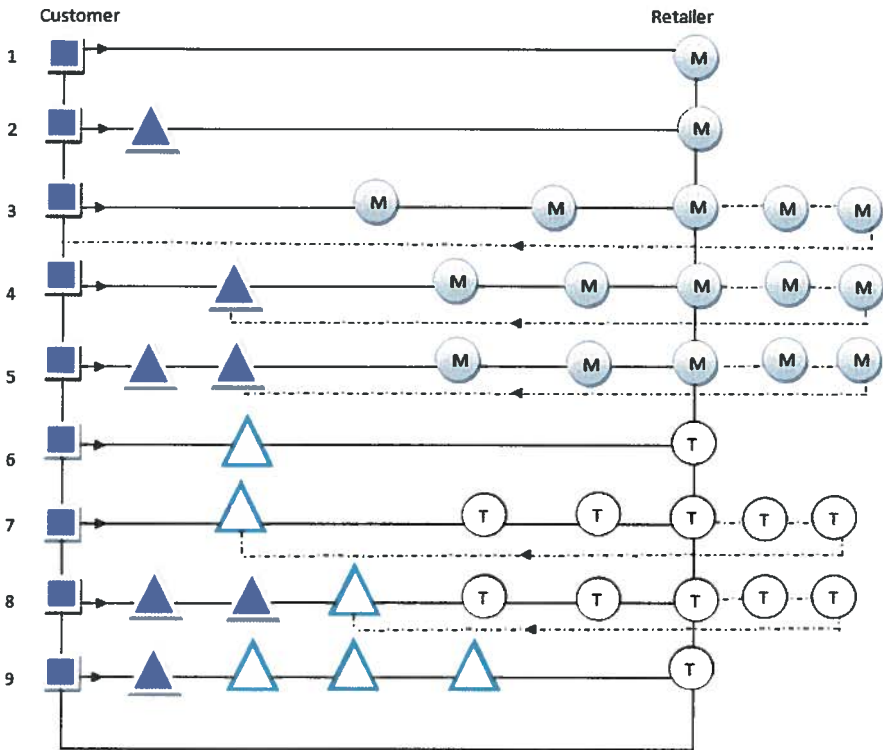 Customer Retailer
1 M
2 M
3 M M M M M
4 M M M M M
5 M M M M M
6 T
7 T T T T T
8 T T T T T
9 T